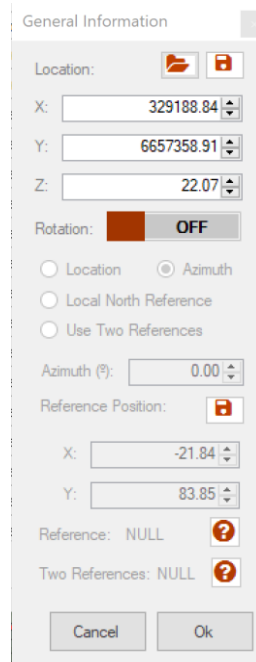 General Information
Location:
X: 329188.84
Y: 6657358.91
Z: 22.07
Rotation: OFF
Location Azimuth
Local North Reference
Use Two References
Azimuth (º): 0.00
Reference Position:
X: -21.84
Y: 83.85
Reference: NULL
Two References: NULL
Cancel Ok